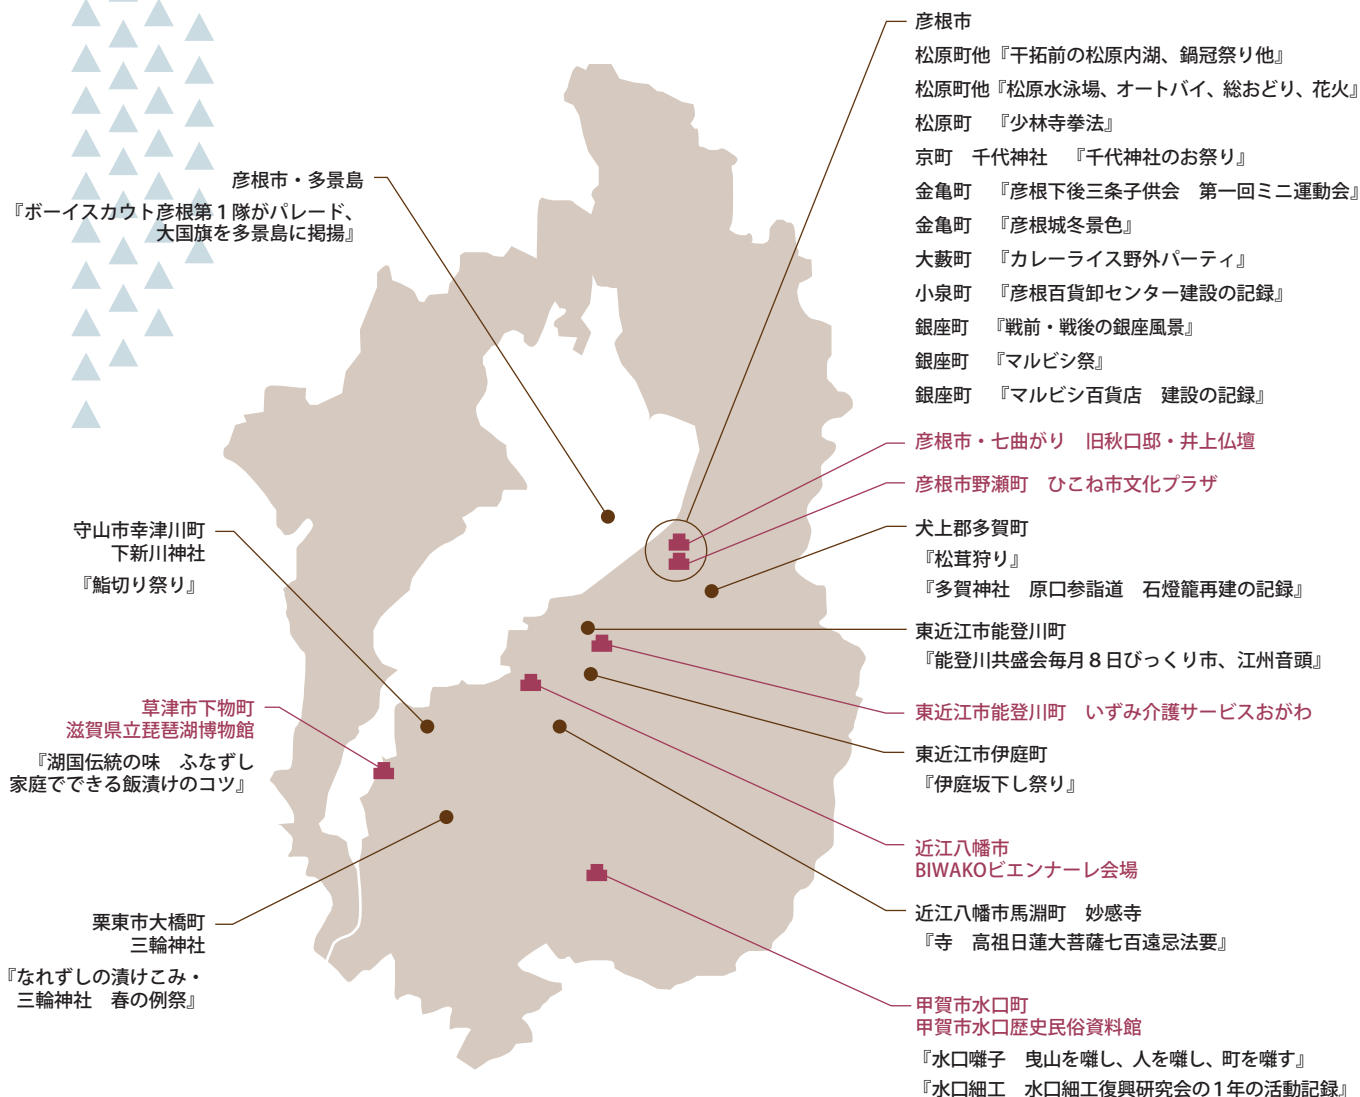 彦根市・多景島
『ボーイスカウト彦根第１隊がパレード、
大国旗を多景島に掲揚』
守山市幸津川町
下新川神社
『鮨切り祭り』
草津市下物町
滋賀県立琵琶湖博物館
『湖国伝統の味　ふなずし
家庭でできる飯漬けのコツ』
栗東市大橋町
三輪神社
『なれずしの漬けこみ・
三輪神社　春の例祭』
彦根市
松原町他『干拓前の松原内湖、鍋冠祭り他』
松原町他『松原水泳場、オートバイ、総おどり、花火』
松原町　『少林寺拳法』
京町　千代神社　『千代神社のお祭り』
金亀町　『彦根下後三条子供会　第一回ミニ運動会』
金亀町　『彦根城冬景色』
大藪町　『カレーライス野外パーティ』
小泉町　『彦根百貨卸センター建設の記録』
銀座町　『戦前・戦後の銀座風景』
銀座町　『マルビシ祭』
銀座町　『マルビシ百貨店　建設の記録』
彦根市・七曲がり　旧秋口邸・井上仏壇
彦根市野瀬町　ひこね市文化プラザ
犬上郡多賀町
『松茸狩り』
『多賀神社　原口参詣道　石燈籠再建の記録』
東近江市能登川町
『能登川共盛会毎月８日びっくり市、江州音頭』
東近江市能登川町　いずみ介護サービスおがわ
東近江市伊庭町
『伊庭坂下し祭り』
近江八幡市
BIWAKOビエンナーレ会場
近江八幡市馬淵町　妙感寺
『寺　高祖日蓮大菩薩七百遠忌法要』
甲賀市水口町
甲賀市水口歴史民俗資料館
『水口囃子　曳山を囃し、人を囃し、町を囃す』
『水口細工　水口細工復興研究会の１年の活動記録』